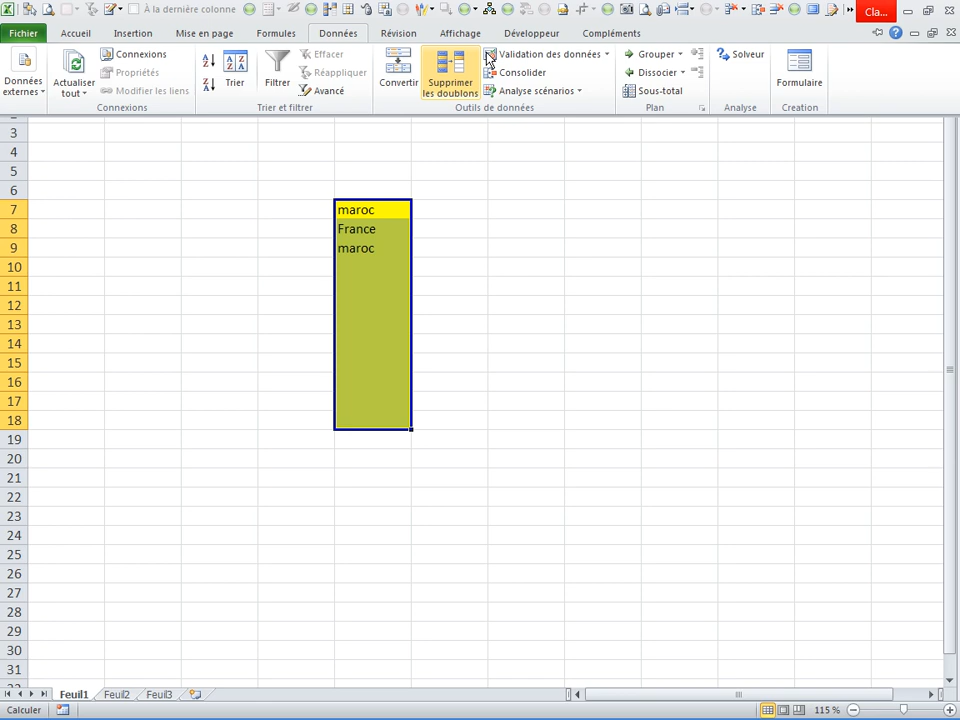 À la dernière colonne
Cla...
Fichier Accueil Insertion Mise en page Formules Données Révision Affichage Développeur Compléments
Données externes
Actualiser tout
Connexions
Propriétés
Modifier les liens
Connexions
Trier
Filtrer
Effacer
Réappliquer
Avancé
Trier et filtrer
Convertir
Supprimer les doublons
Validation des données
Consolider
Analyse scénarios
Outils de données
Grouper
Dissocier
Sous-total
Plan
Solveur
Analyse
Formulaire
Creation
3
4
5
6
7 maroc
8 France
9 maroc
10
11
12
13
14
15
16
17
18
19
20
21
22
23
24
25
26
27
28
29
30
31
Feuil1 Feuil2 Feuil3
Calculer 115 %